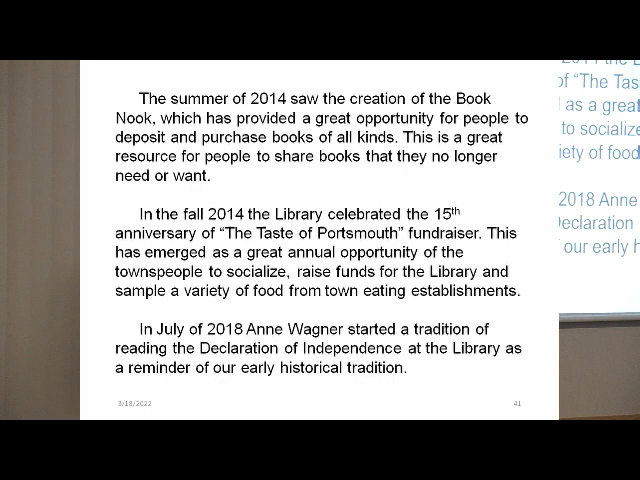 The summer of 2014 saw the creation of the Book
Nook, which has provided a great opportunity for people to
deposit and purchase books of all kinds. This is a great
resource for people to share books that they no longer
need or want.
In the fall 2014 the Library celebrated the 15th
anniversary of “The Taste of Portsmouth” fundraiser. This
has emerged as a great annual opportunity of the
townspeople to socialize, raise funds for the Library and
sample a variety of food from town eating establishments.
In July of 2018 Anne Wagner started a tradition of
reading the Declaration of Independence at the Library as
a reminder of our early historical tradition.
3/18/2022
41
of “The Tas
as a great
to socialize
iety of food
2018 Anne
eclaration
our early h